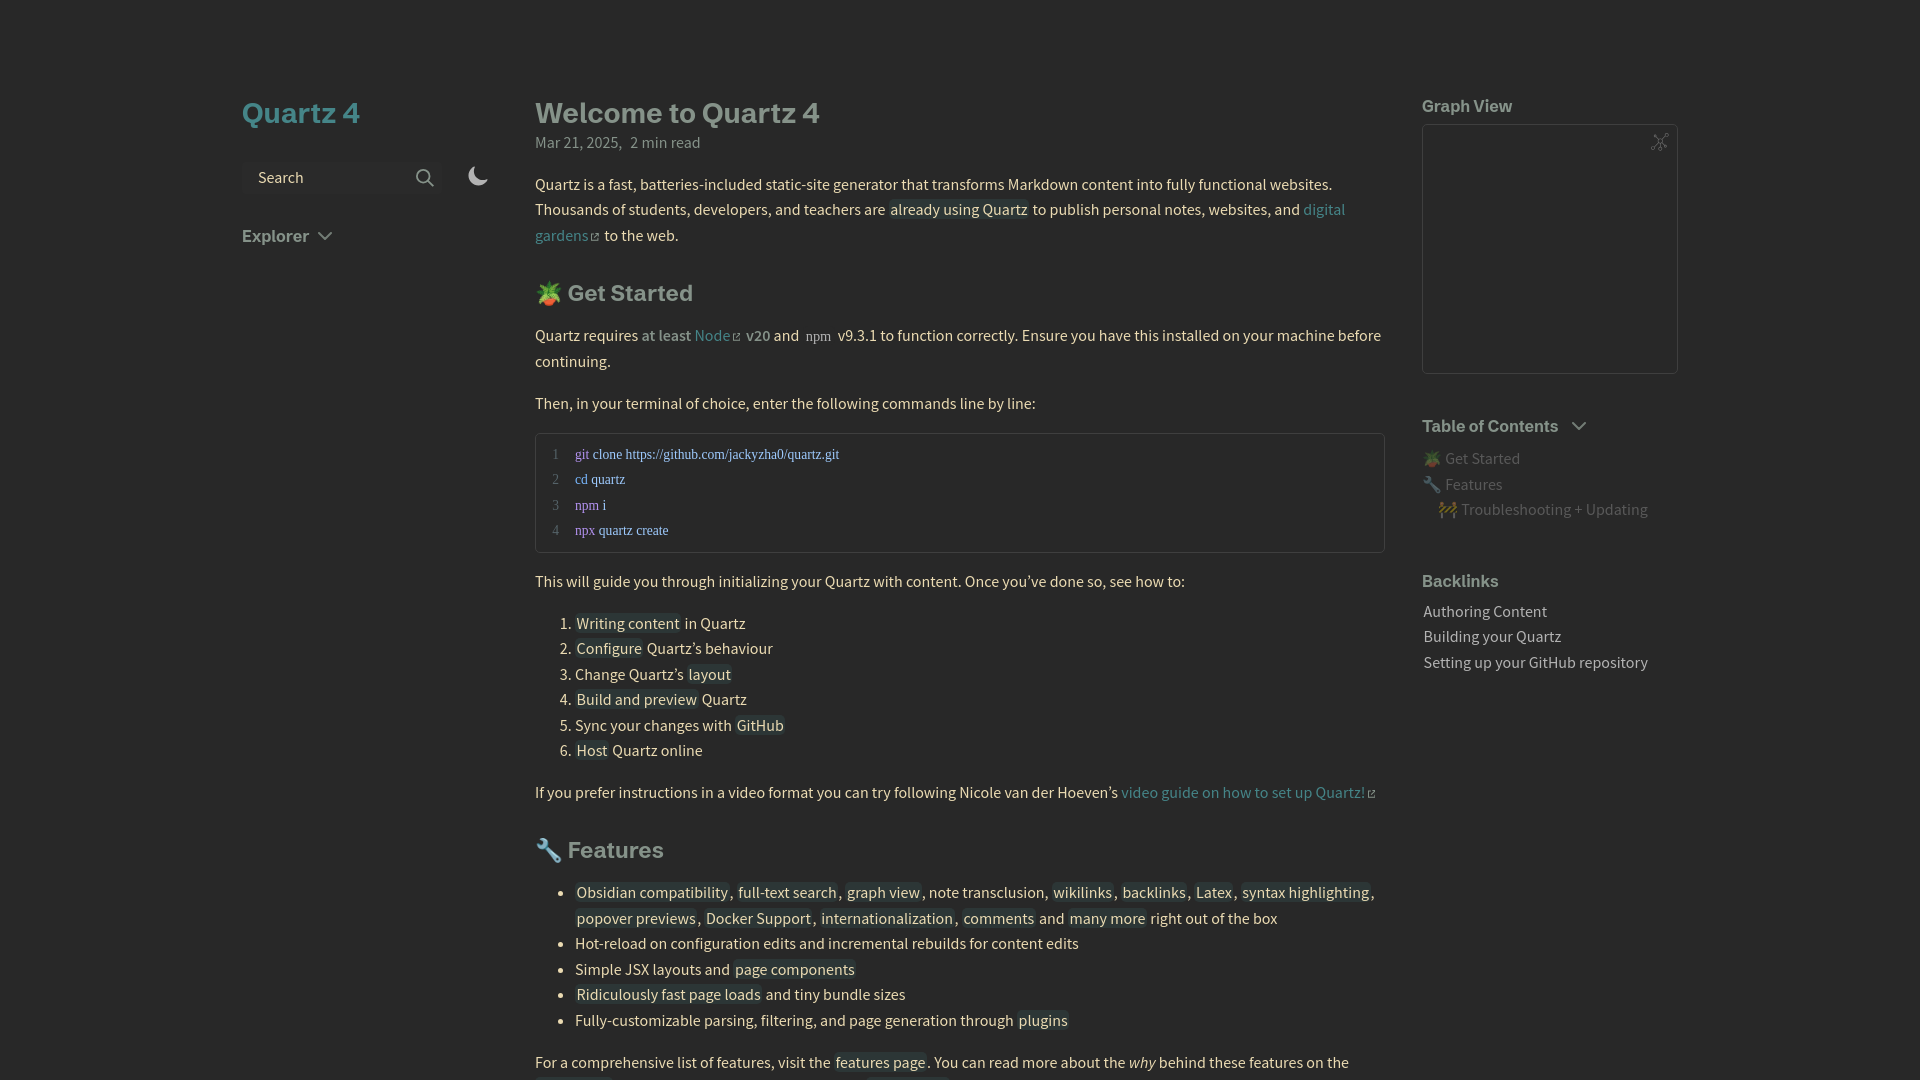 Quartz 4
Search
Explorer
Welcome to Quartz 4
Mar 21, 2025, 2 min read
Quartz is a fast, batteries-included static-site generator that transforms Markdown content into fully functional websites.
Thousands of students, developers, and teachers are already using Quartz to publish personal notes, websites, and digital
gardens to the web.
🪴 Get Started
Quartz requires at least Node v20 and npm v9.3.1 to function correctly. Ensure you have this installed on your machine before
continuing.
Then, in your terminal of choice, enter the following commands line by line:
1 git clone https://github.com/jackyzha0/quartz.git
2 cd quartz
3 npm i
4 npx quartz create
This will guide you through initializing your Quartz with content. Once you’ve done so, see how to:
1. Writing content in Quartz
2. Configure Quartz’s behaviour
3. Change Quartz’s layout
4. Build and preview Quartz
5. Sync your changes with GitHub
6. Host Quartz online
If you prefer instructions in a video format you can try following Nicole van der Hoeven’s video guide on how to set up Quartz!
🔧 Features
• Obsidian compatibility, full-text search, graph view, note transclusion, wikilinks, backlinks, Latex, syntax highlighting,
popover previews, Docker Support, internationalization, comments and many more right out of the box
• Hot-reload on configuration edits and incremental rebuilds for content edits
• Simple JSX layouts and page components
• Ridiculously fast page loads and tiny bundle sizes
• Fully-customizable parsing, filtering, and page generation through plugins
For a comprehensive list of features, visit the features page. You can read more about the why behind these features on the
Graph View
Table of Contents
🪴 Get Started
🔧 Features
🚧 Troubleshooting + Updating
Backlinks
Authoring Content
Building your Quartz
Setting up your GitHub repository